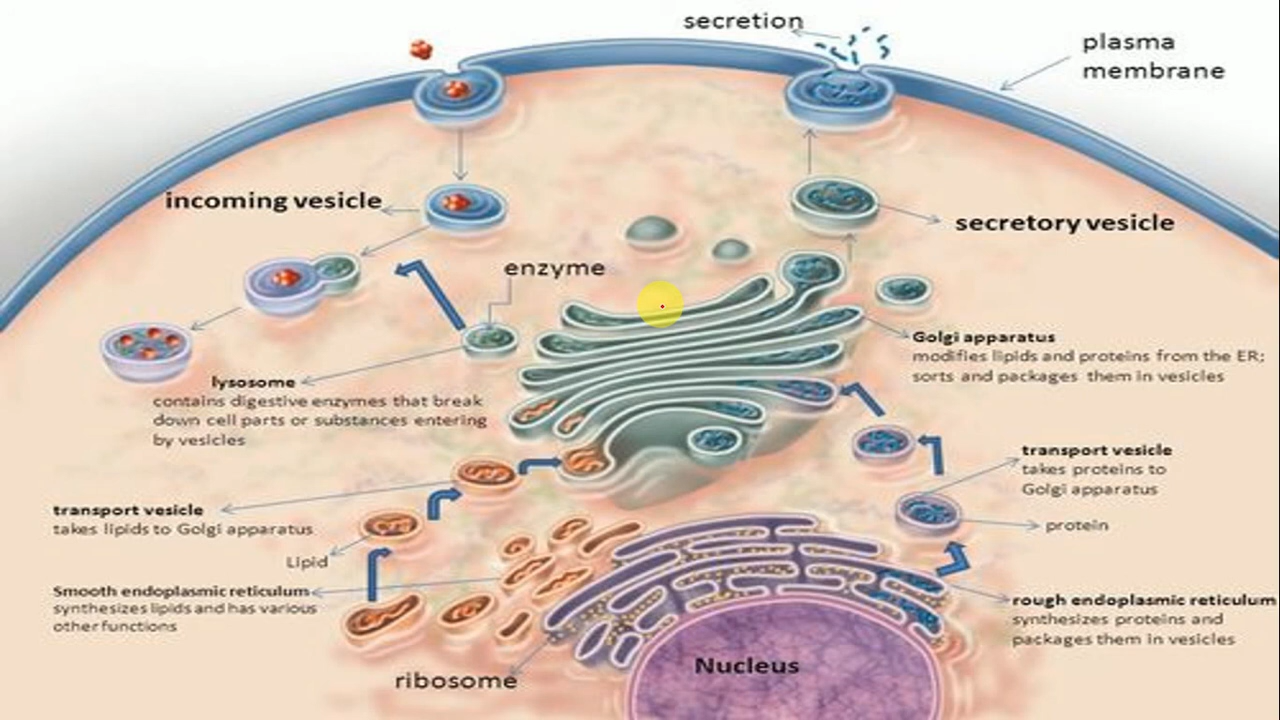 secretion
plasma
membrane
incoming vesicle
secretory vesicle
enzyme
Golgi apparatus
modifies lipids and proteins from the ER;
sorts and packages them in vesicles
lysosome
contains digestive enzymes that break
down cell parts or substances entering
by vesicles
transport vesicle
takes proteins to
Golgi apparatus
transport vesicle
takes lipids to Golgi apparatus
protein
Lipid
Smooth endoplasmic reticulum
synthesizes lipids and has various
other functions
rough endoplasmic reticulum
synthesizes proteins and
packages them in vesicles
Nucleus
ribosome